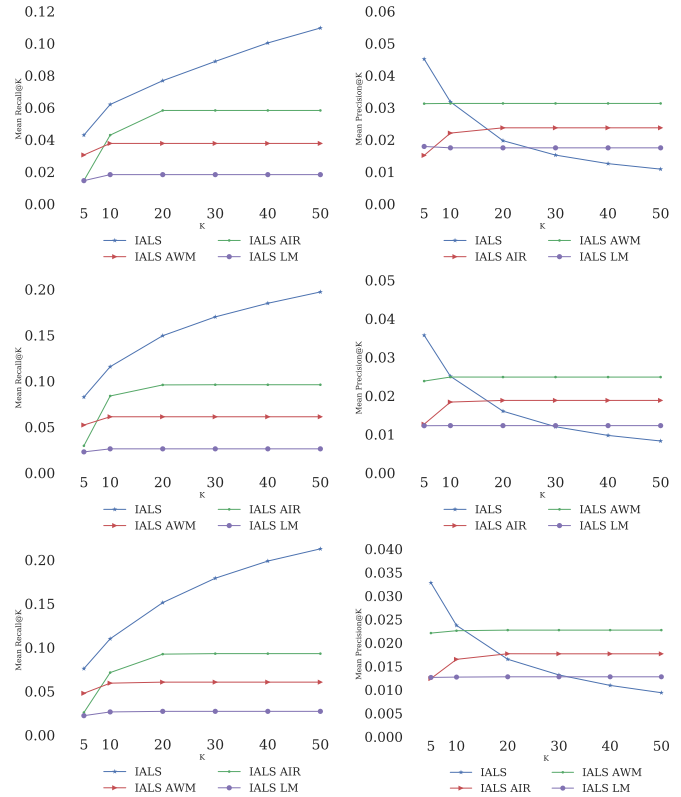 Mean Recall@K
0.12
0.10
0.08
0.06
0.04
0.02
0.00
5 10 20 30 40 50
K
IALS IALS AIR
IALS AWM IALS LM
Mean Precision@K
0.06
0.05
0.04
0.03
0.02
0.01
0.00
5 10 20 30 40 50
K
IALS IALS AWM
IALS AIR IALS LM
Mean Recall@K
0.20
0.15
0.10
0.05
0.00
5 10 20 30 40 50
K
IALS IALS AIR
IALS AWM IALS LM
Mean Precision@K
0.05
0.04
0.03
0.02
0.01
0.00
5 10 20 30 40 50
K
IALS IALS AWM
IALS AIR IALS LM
Mean Recall@K
0.20
0.15
0.10
0.05
0.00
5 10 20 30 40 50
K
IALS IALS AIR
IALS AWM IALS LM
Mean Precision@K
0.040
0.035
0.030
0.025
0.020
0.015
0.010
0.005
0.000
5 10 20 30 40 50
K
IALS IALS AWM
IALS AIR IALS LM